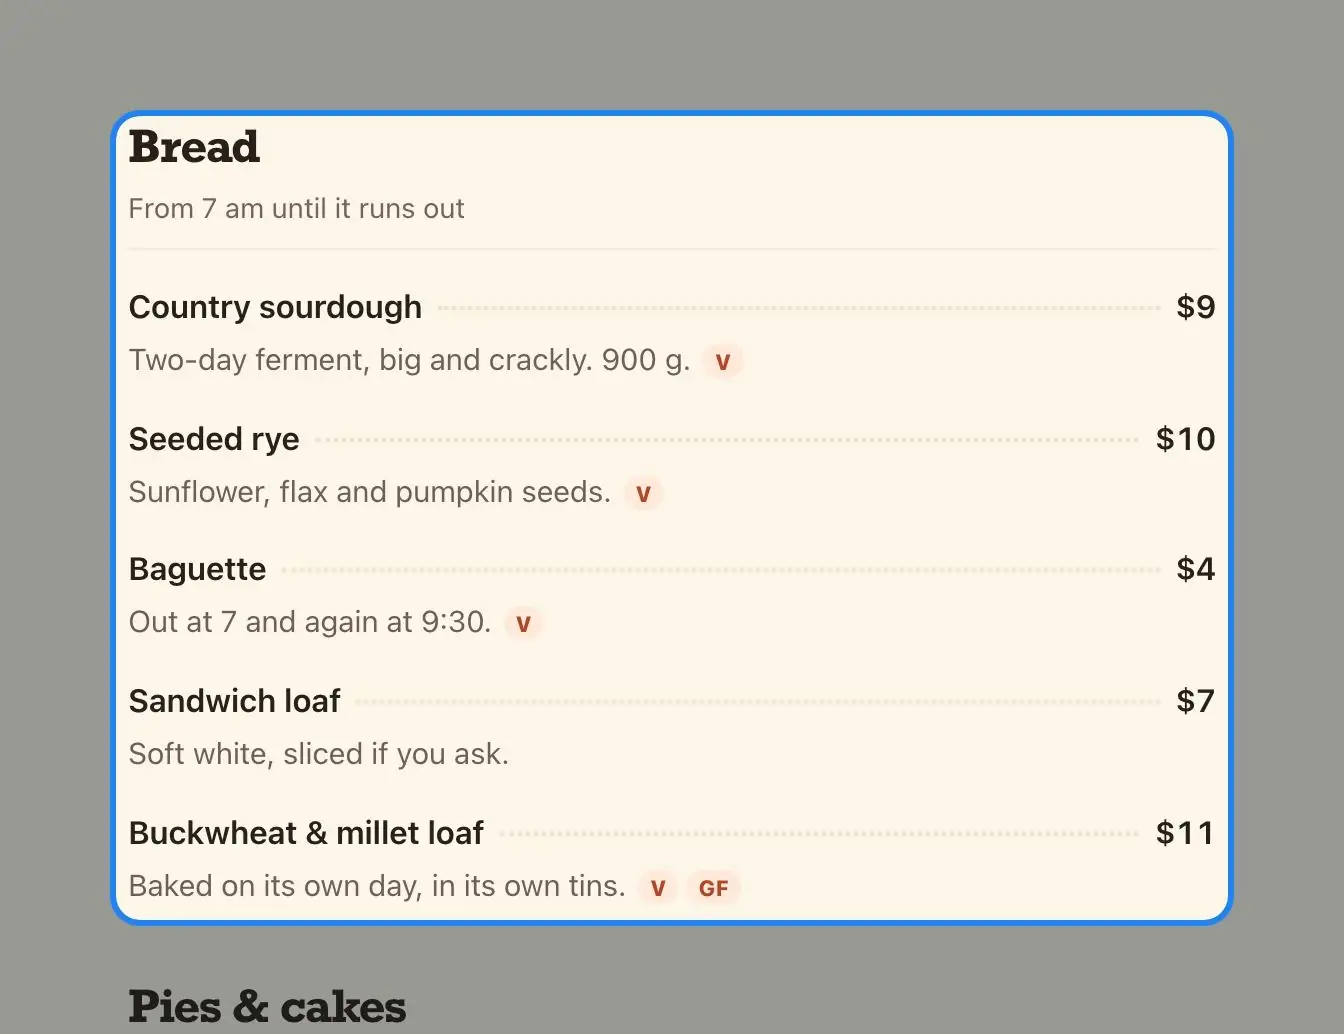 Bread
From 7 am until it runs out
Country sourdough $9
Two-day ferment, big and crackly. 900 g. V
Seeded rye $10
Sunflower, flax and pumpkin seeds. V
Baguette $4
Out at 7 and again at 9:30. V
Sandwich loaf $7
Soft white, sliced if you ask.
Buckwheat & millet loaf $11
Baked on its own day, in its own tins. V GF
Pies & cakes